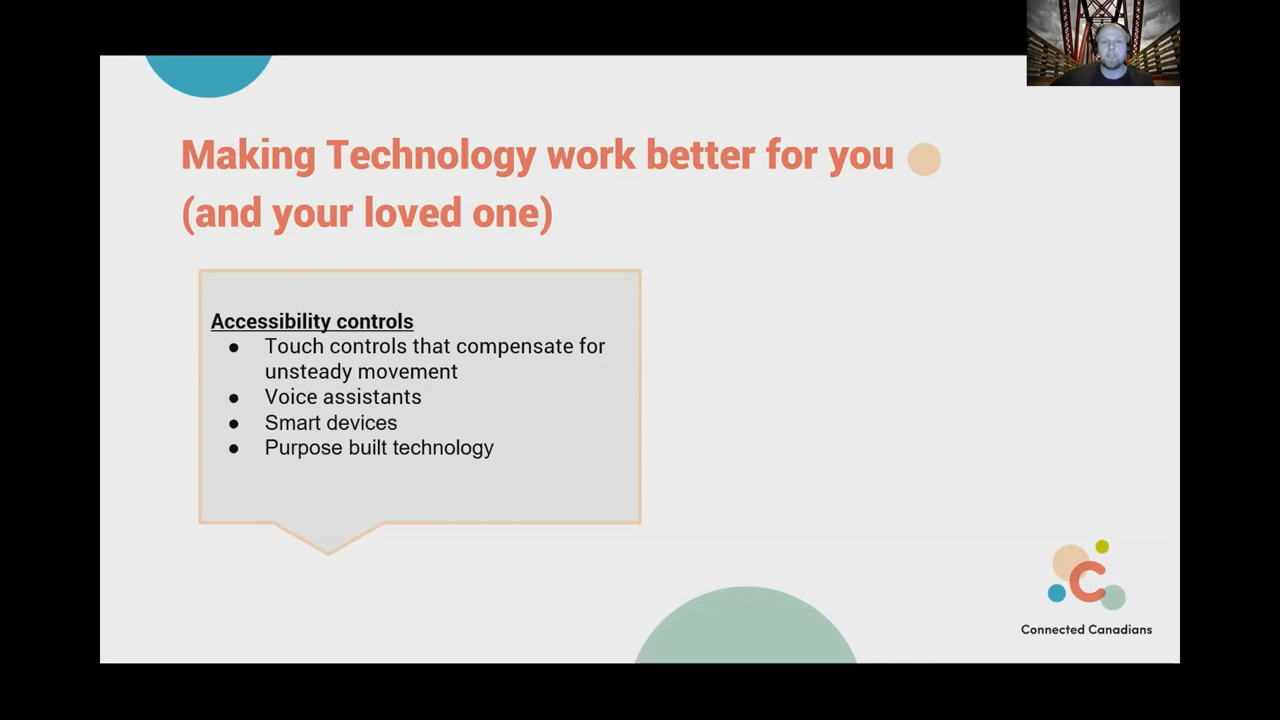 Making Technology work better for you
(and your loved one)
Accessibility controls
● Touch controls that compensate for
unsteady movement
● Voice assistants
● Smart devices
● Purpose built technology
C
Connected Canadians